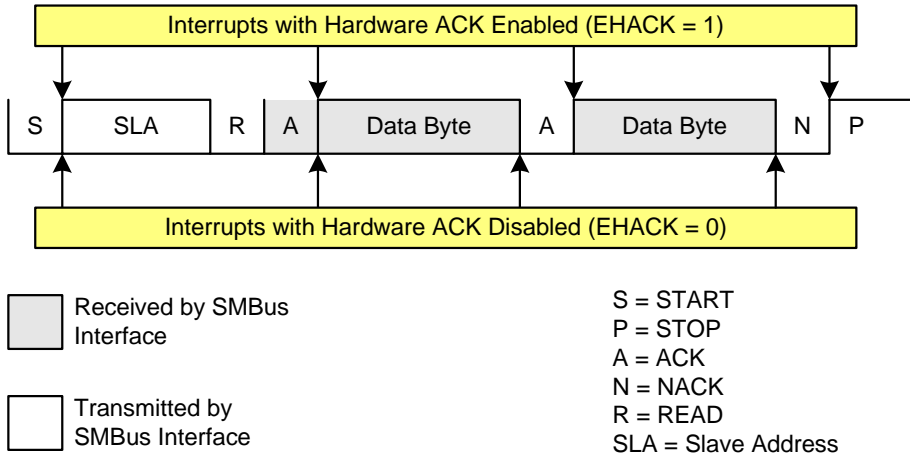 Interrupts with Hardware ACK Enabled (EHACK = 1)
S SLA R A Data Byte A Data Byte N P
Interrupts with Hardware ACK Disabled (EHACK = 0)
Received by SMBus
Interface
Transmitted by
SMBus Interface
S = START
P = STOP
A = ACK
N = NACK
R = READ
SLA = Slave Address